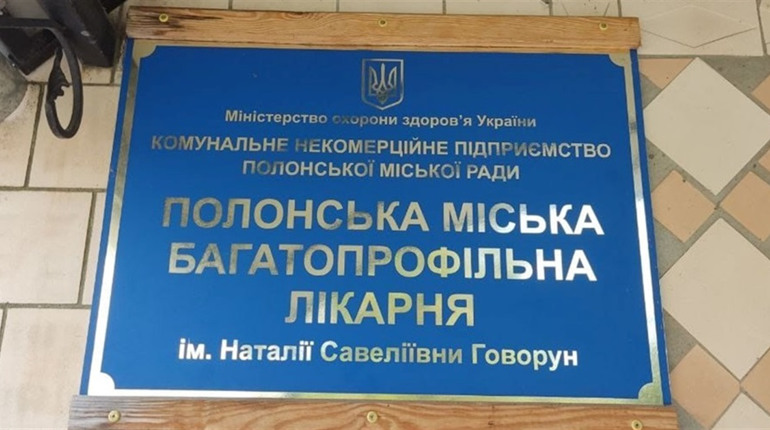 Міністерство охорони здоров'я України
КОМУНАЛЬНЕ НЕКОМЕРЦІЙНЕ ПІДПРИЄМСТВО
ПОЛОНСЬКОЇ МІСЬКОЇ РАДИ
ПОЛОНСЬКА МІСЬКА
БАГАТОПРОФІЛЬНА
ЛІКАРНЯ
ім. Наталії Савеліївни Говорун